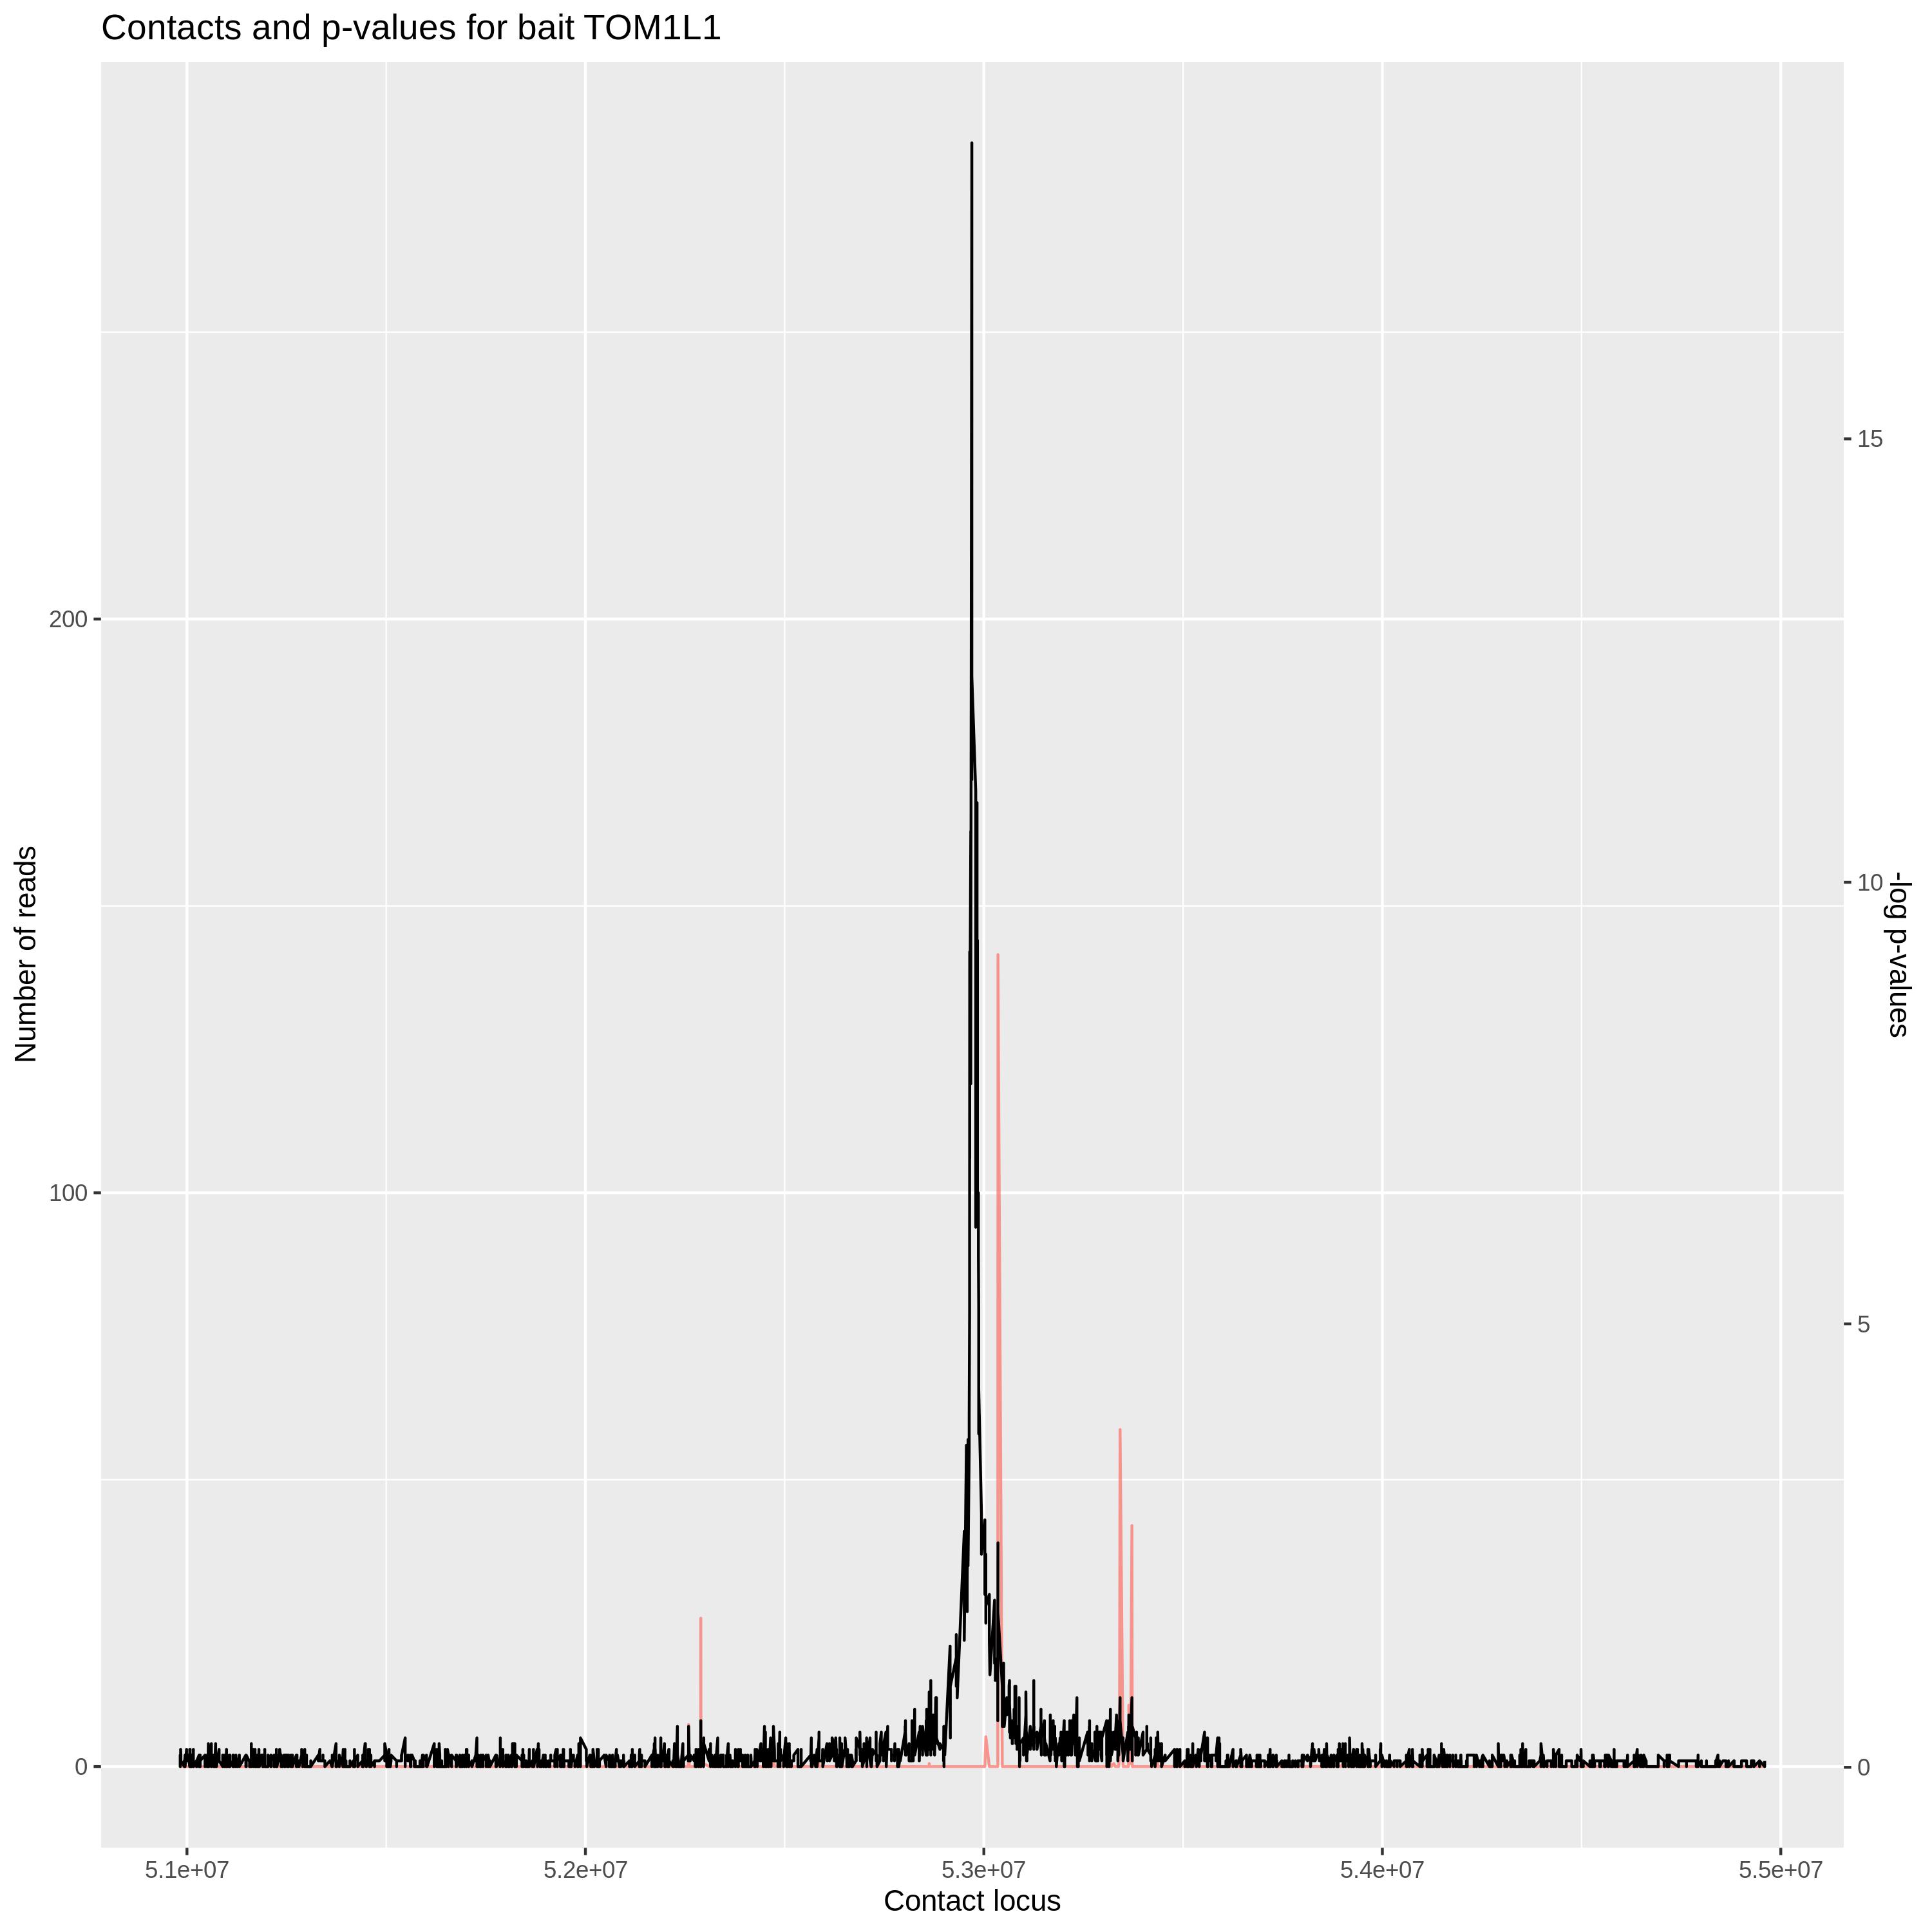 Contacts and p-values for bait TOM1L1
200
100
0
Number of reads
15
10
5
0
-log p-values
5.1e+07
5.2e+07
5.3e+07
5.4e+07
5.5e+07
Contact locus